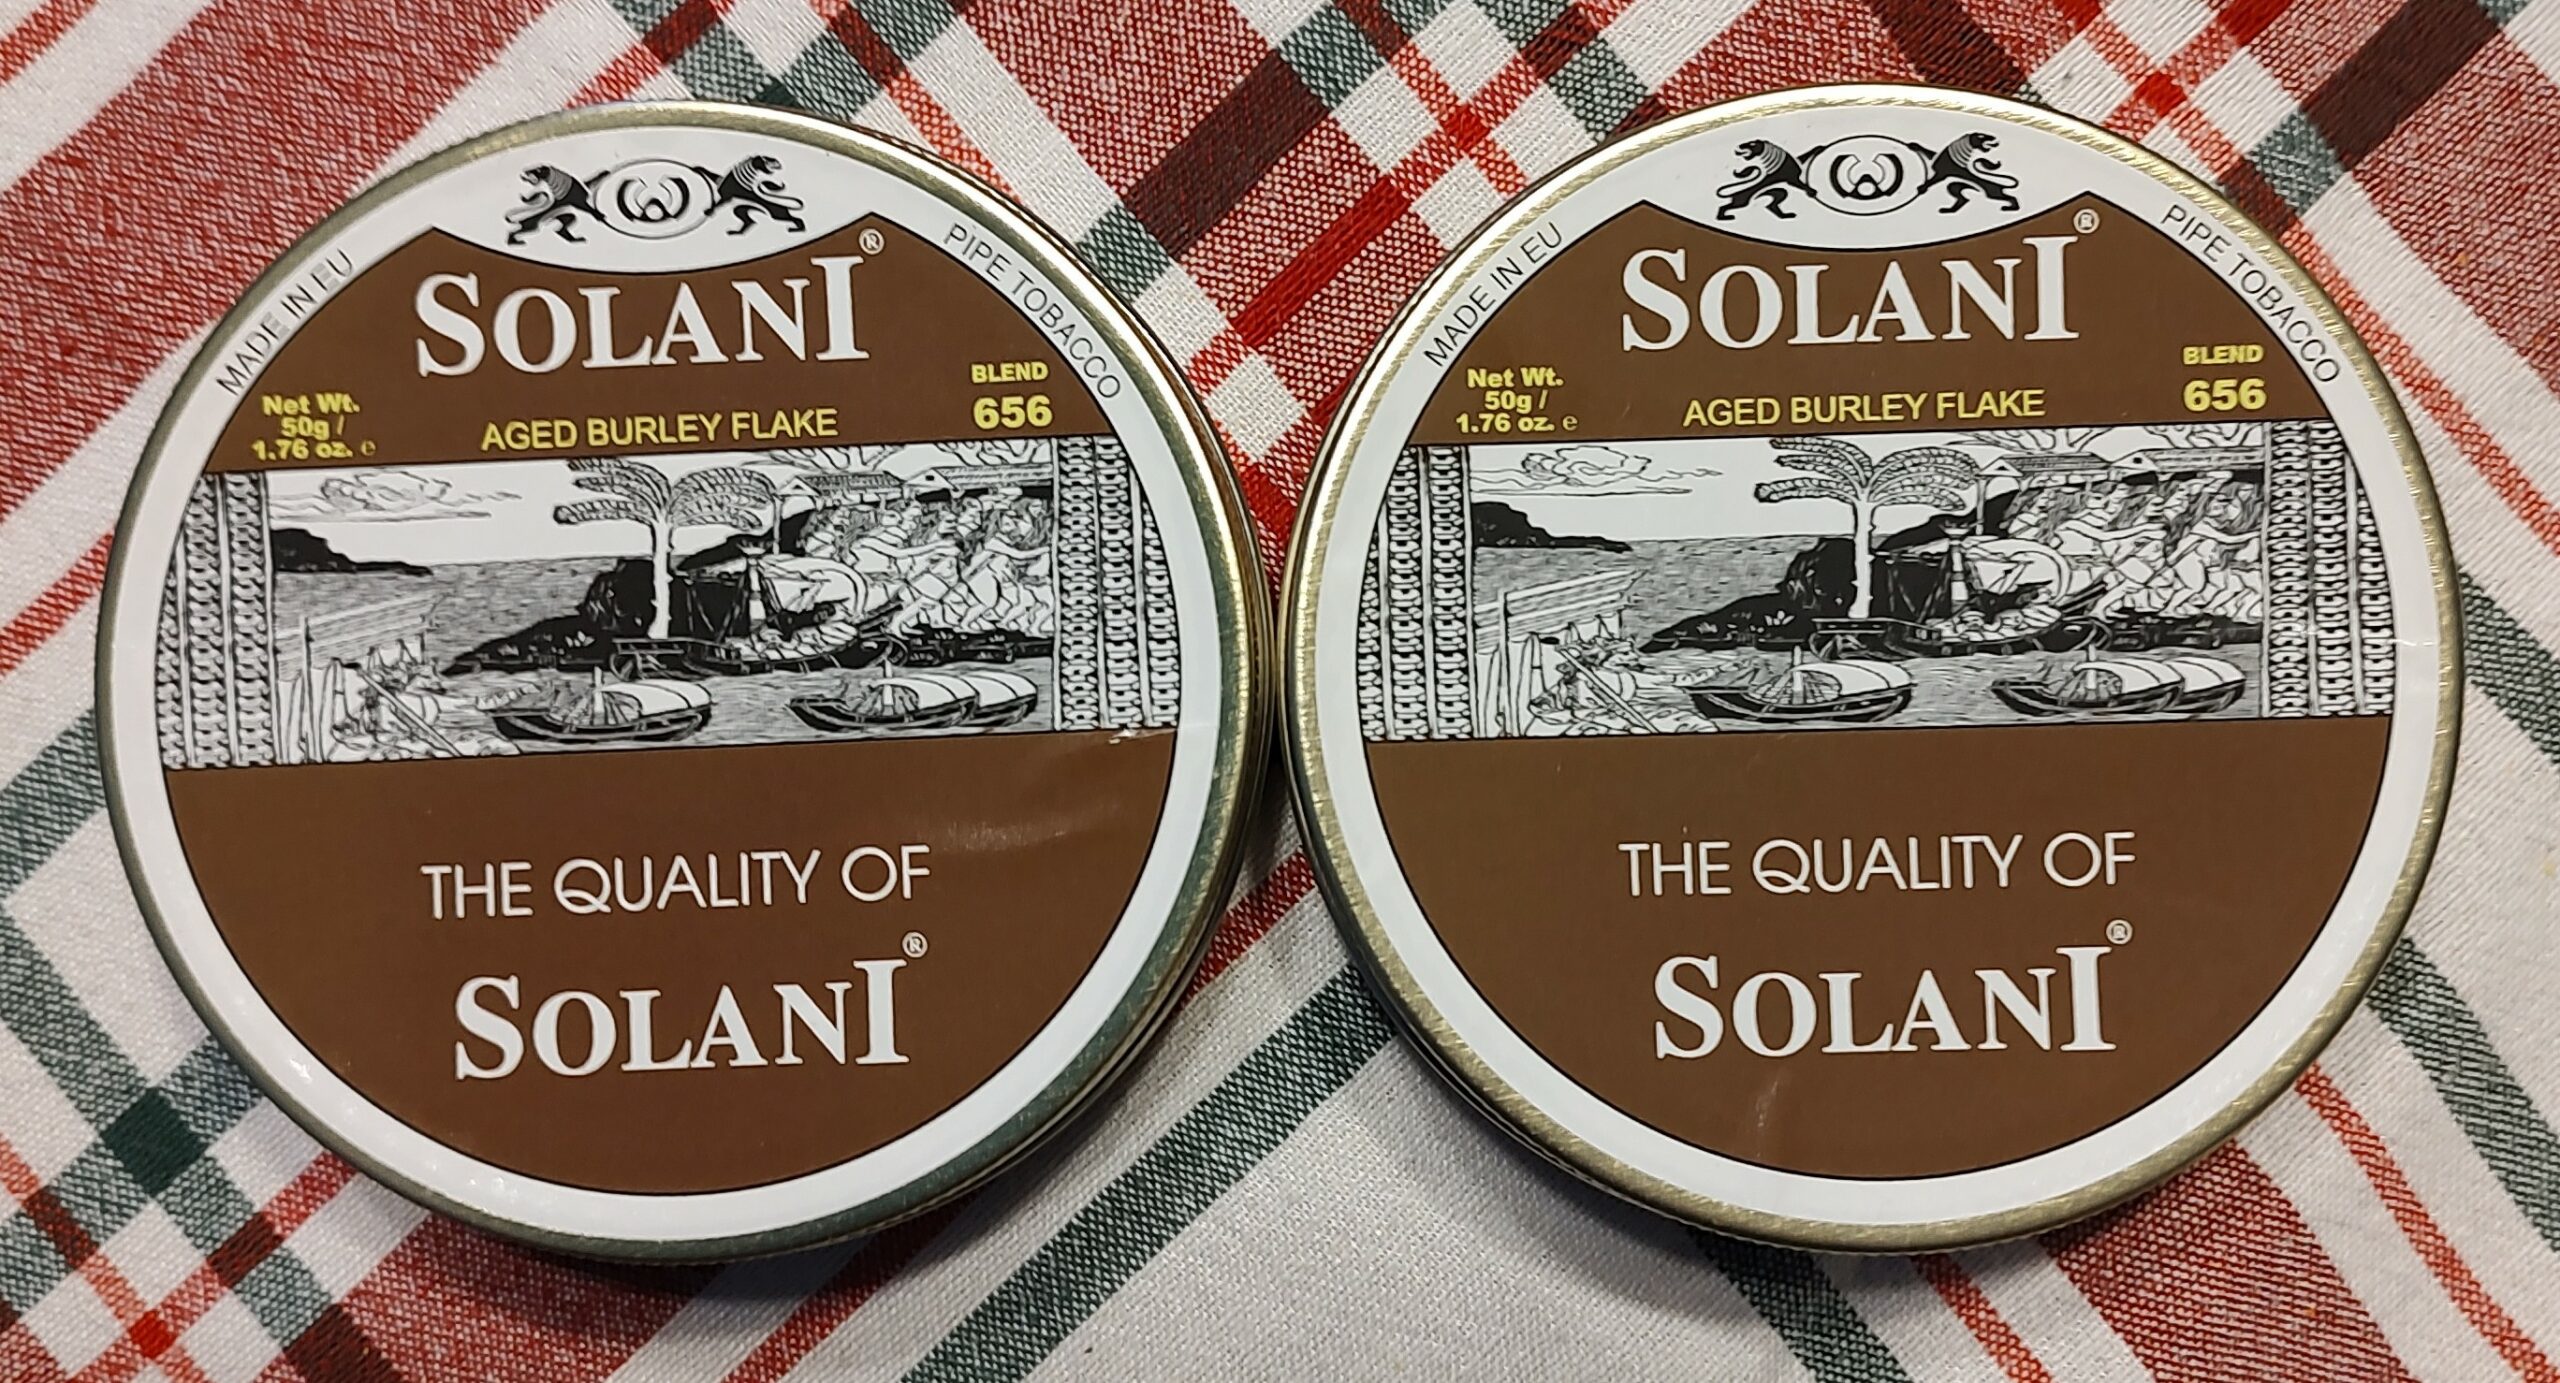 MADE IN EU
PIPE TOBACCO
SOLANI®
Net Wt.
50g /
1.76 oz. e
BLEND
656
AGED BURLEY FLAKE
THE QUALITY OF
SOLANI®
MADE IN EU
PIPE TOBACCO
SOLANI®
Net Wt.
50g /
1.76 oz. e
BLEND
656
AGED BURLEY FLAKE
THE QUALITY OF
SOLANI®